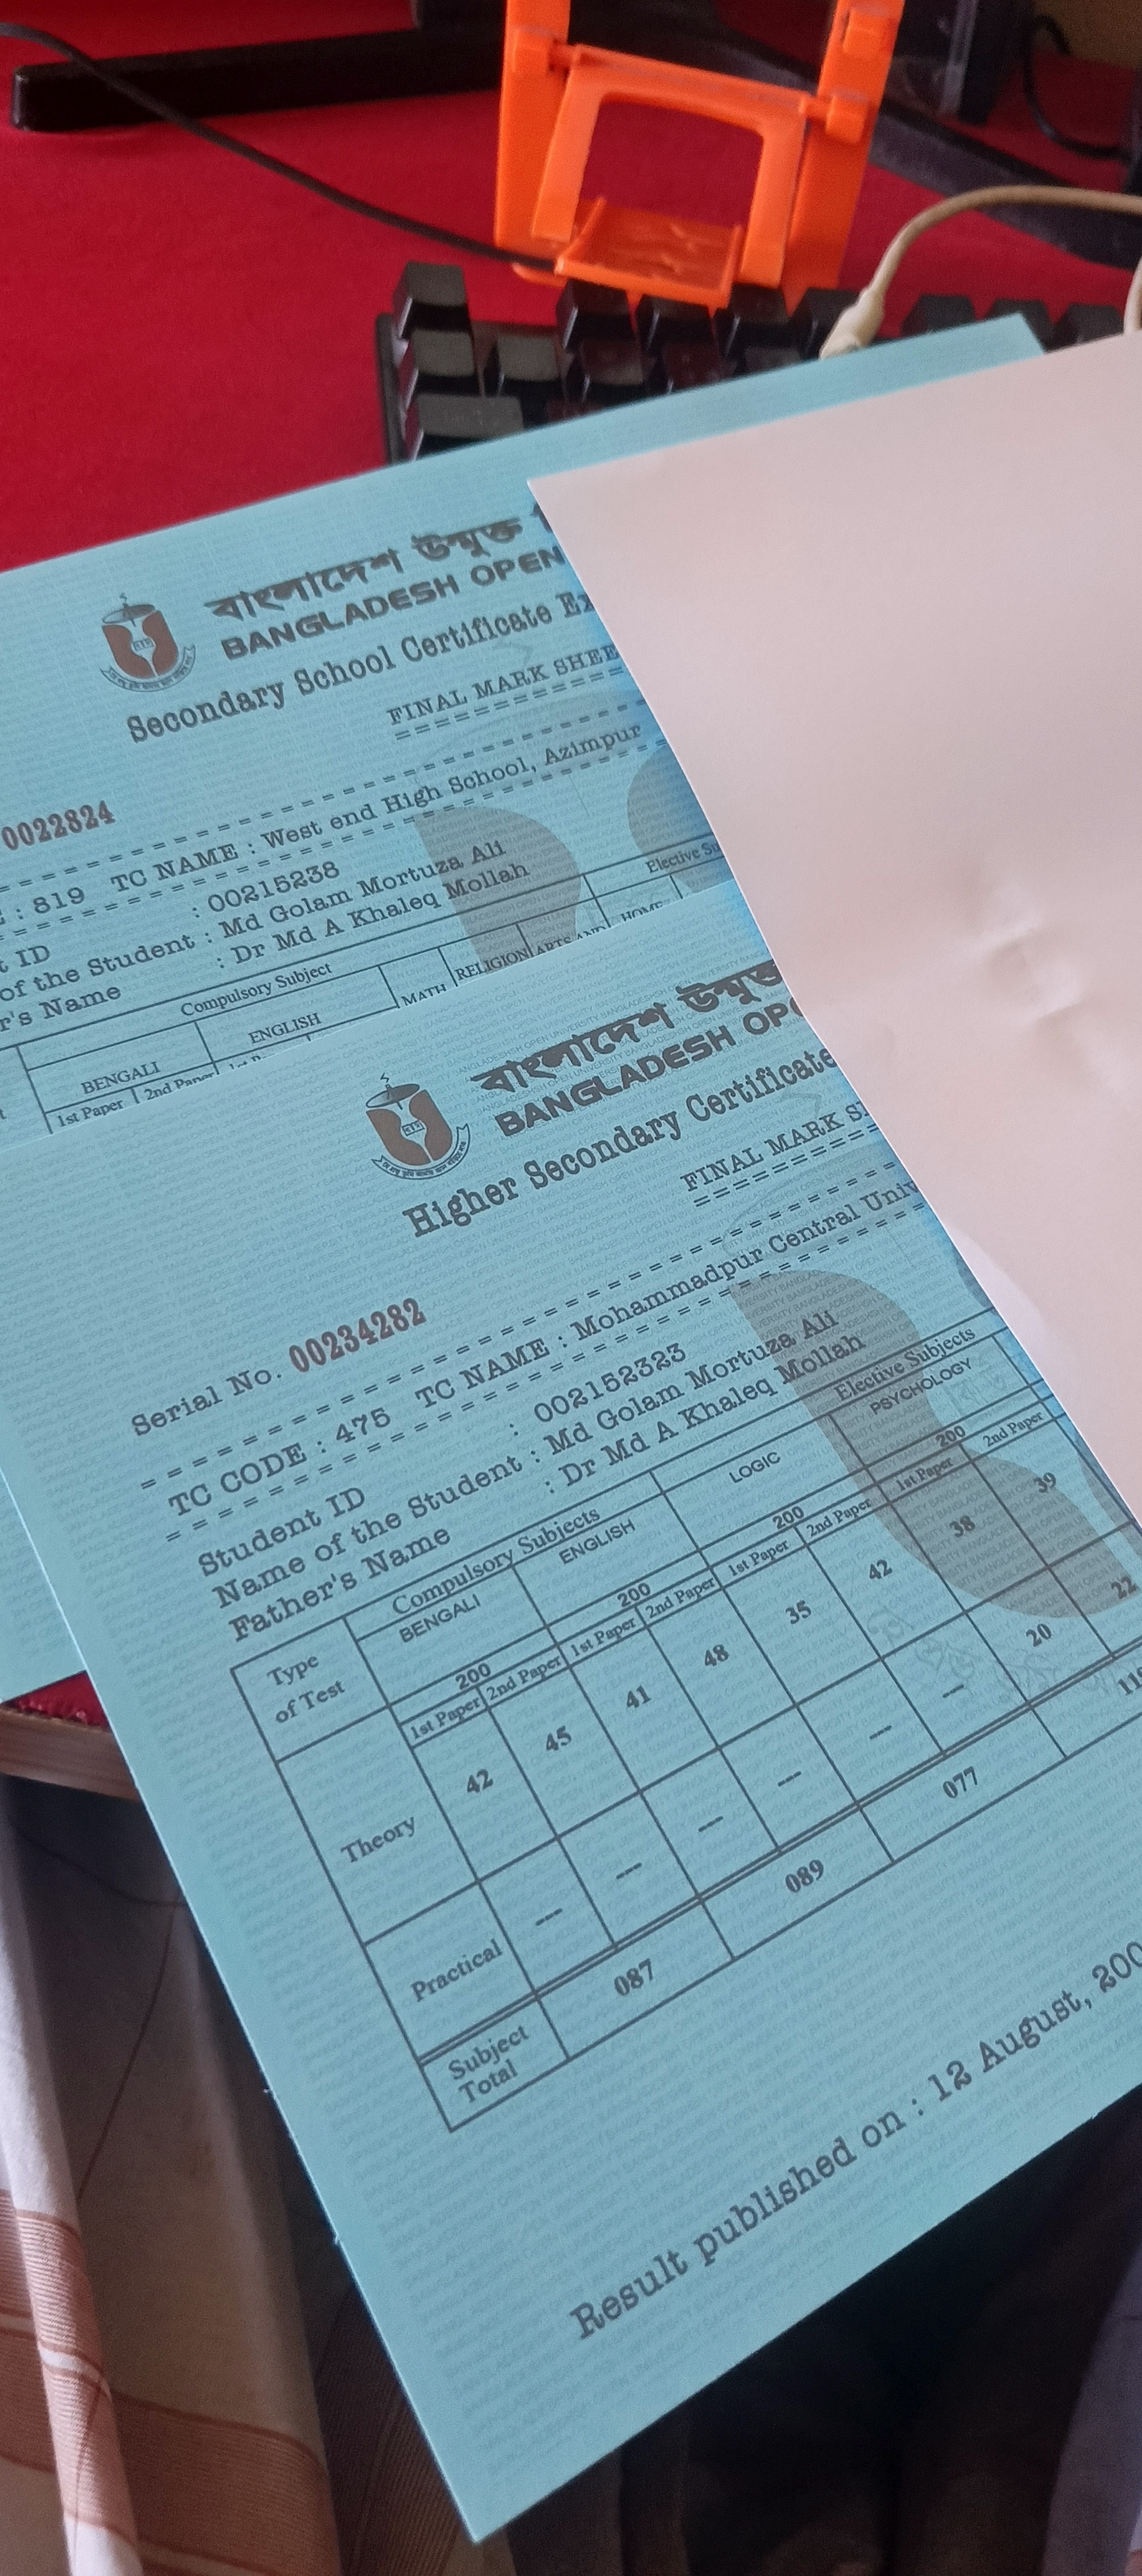 বাংলাদেশ উন্মুক্ত
BANGLADESH OPEN
Secondary School Certificate
FINAL MARK SHEE
0022824
: 819 TC NAME : West end High School, Azimpur
ID : 00215238
of the Student : Md Golam Mortuza Ali
r's Name : Dr Md A Khaleq Mollah
Compulsory Subject Elective Su
BENGALI ENGLISH MATH RELIGION ARTS AND HOME
1st Paper 2nd Paper
বাংলাদেশ উন্মুক্ত
BANGLADESH OPE
Higher Secondary Certificate
FINAL MARK S
Serial No. 00234282
TC CODE : 475 TC NAME : Mohammadpur Central Univ
Student ID : 002152323
Name of the Student : Md Golam Mortuza Ali
Father's Name : Dr Md A Khaleq Mollah
Type of Test Compulsory Subjects Elective Subjects
BENGALI ENGLISH LOGIC PSYCHOLOGY
200 200 200 200
1st Paper 2nd Paper 1st Paper 2nd Paper 1st Paper 2nd Paper 1st Paper 2nd Paper
Theory 42 45 41 48 35 42 38 39
Practical --- --- --- --- --- --- 20 22
Subject Total 087 089 077 11
Result published on : 12 August, 200